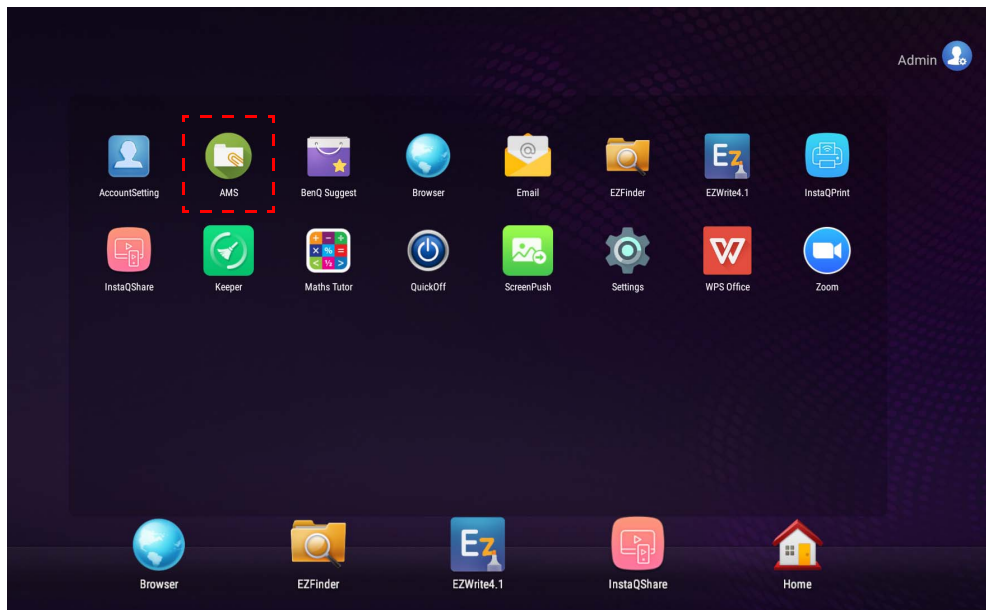 Admin
AccountSetting
AMS
BenQ Suggest
Browser
Email
EZFinder
EZWrite4.1
InstaQPrint
InstaQShare
Keeper
Maths Tutor
QuickOff
ScreenPush
Settings
WPS Office
Zoom
Browser
EZFinder
EZWrite4.1
InstaQShare
Home